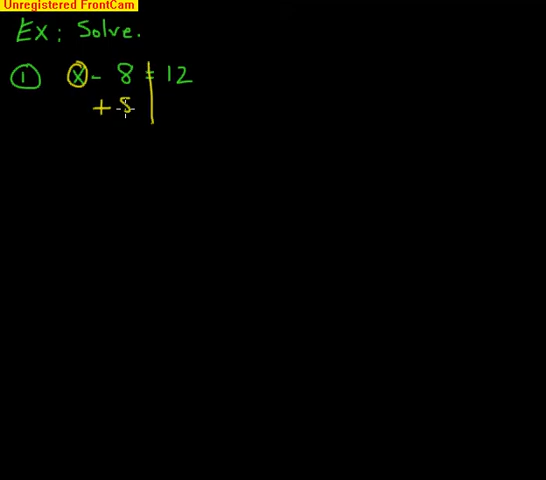 Unregistered FrontCam
Ex: Solve.
① x - 8 = 12
+ 8